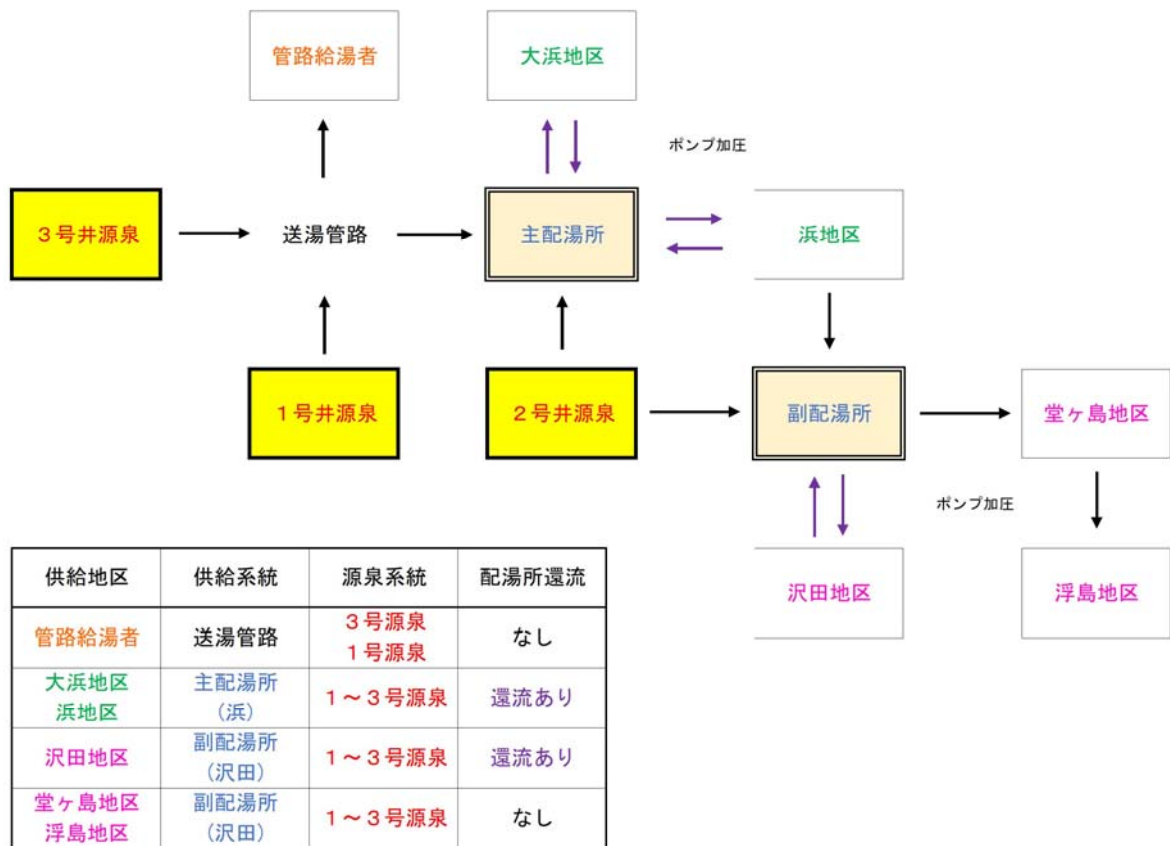 管路給湯者
大浜地区
ポンプ加圧
3号井源泉
送湯管路
主配湯所
浜地区
1号井源泉
2号井源泉
副配湯所
堂ヶ島地区
ポンプ加圧
沢田地区
浮島地区
供給地区 供給系統 源泉系統 配湯所還流
管路給湯者 送湯管路 3号源泉 なし
1号源泉
大浜地区 主配湯所 1~3号源泉 還流あり
浜地区 (浜)
沢田地区 副配湯所 1~3号源泉 還流あり
(沢田)
堂ヶ島地区 副配湯所 1~3号源泉 なし
浮島地区 (沢田)